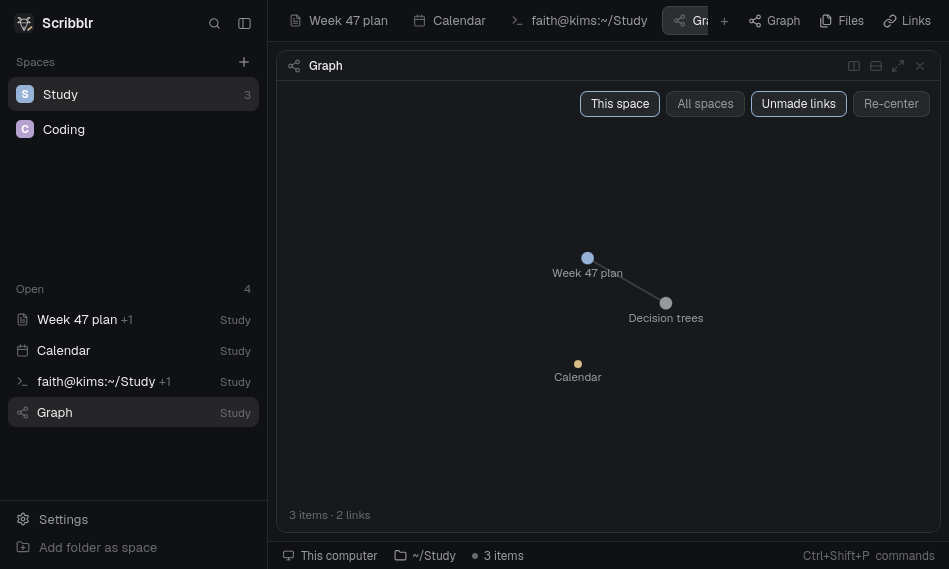 Scribblr
Spaces
S Study 3
C Coding
Open 4
Week 47 plan +1 Study
Calendar Study
faith@kims:~/Study +1 Study
Graph Study
Settings
Add folder as space
Week 47 plan Calendar faith@kims:~/Study Gra + Graph Files Links
Graph
This space All spaces Unmade links Re-center
Week 47 plan
Decision trees
Calendar
3 items · 2 links
This computer ~/Study 3 items Ctrl+Shift+P commands